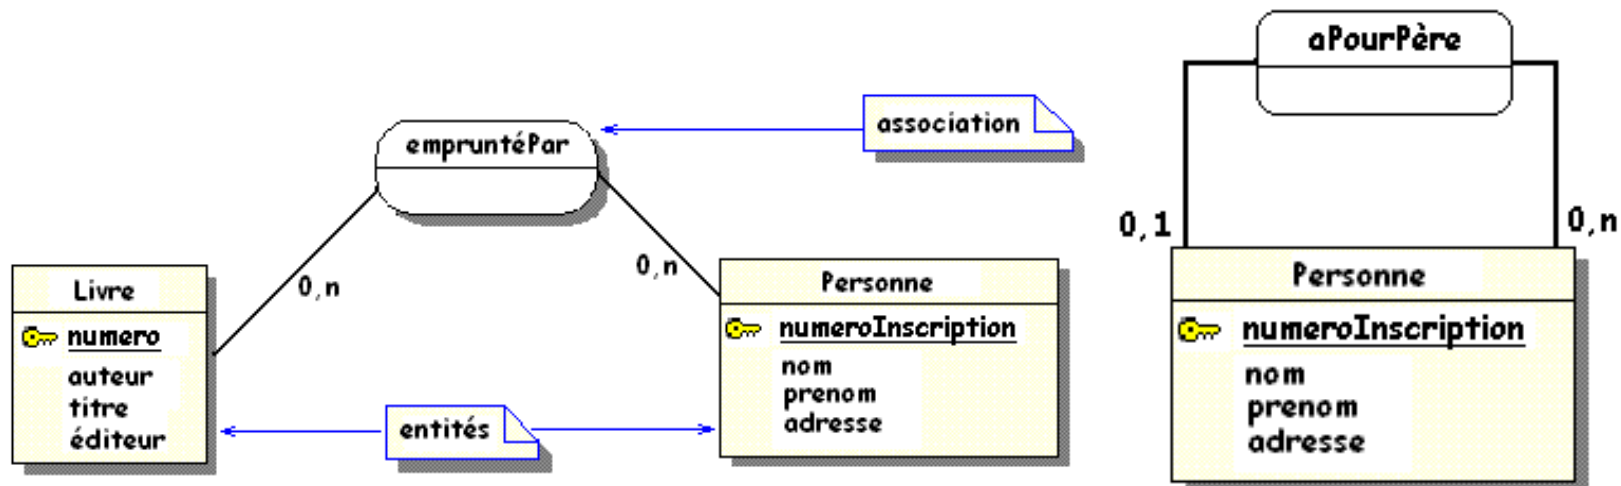 empruntéPar
association
0,n
0,n
Livre
numero
auteur
titre
éditeur
entités
Personne
numeroInscription
nom
prenom
adresse
aPourPère
0,1
0,n
Personne
numeroInscription
nom
prenom
adresse